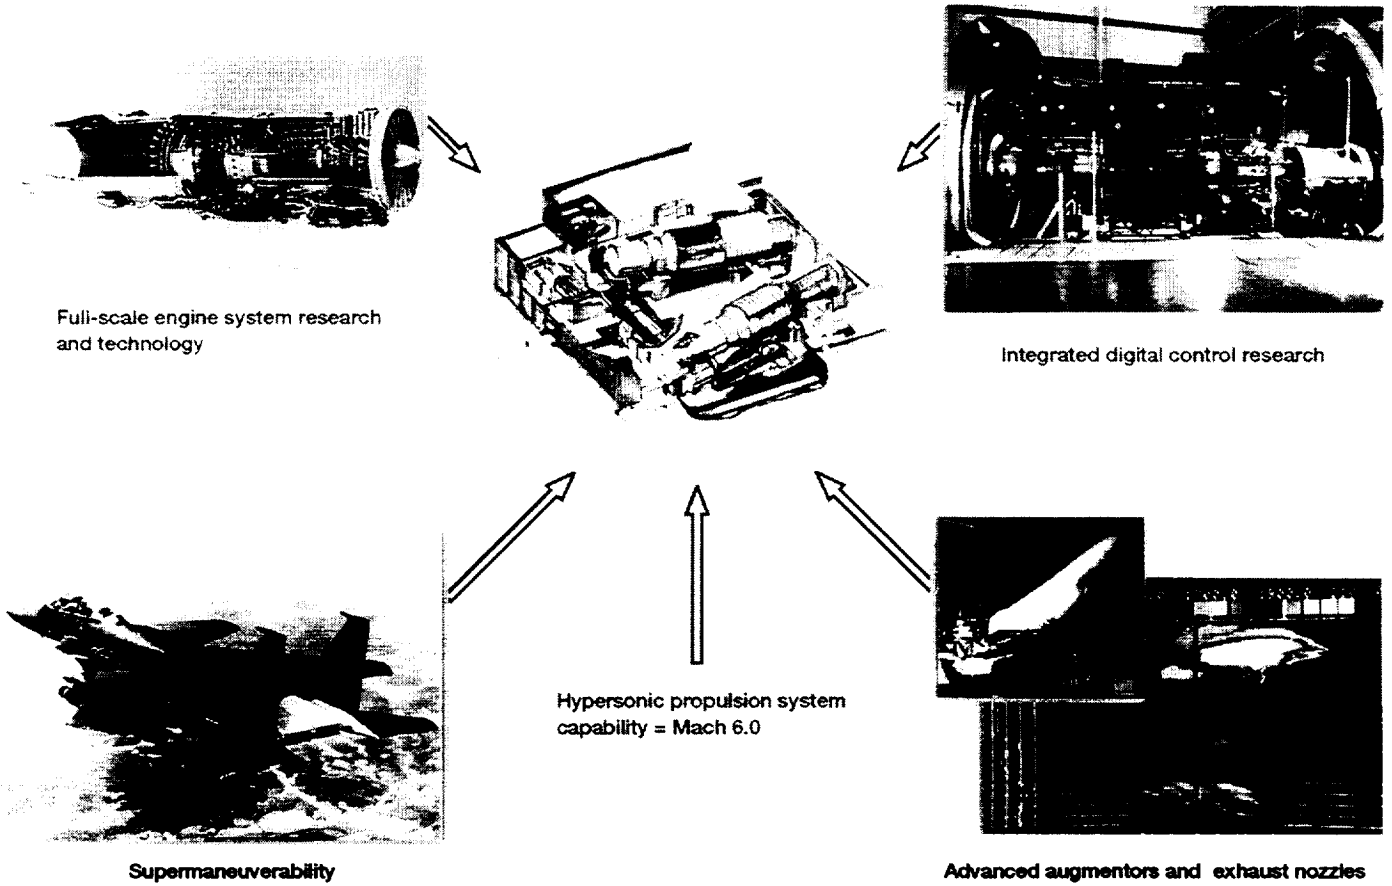 Full-scale engine system research
and technology
Integrated digital control research
Hypersonic propulsion system
capability = Mach 6.0
Supermaneuverability
Advanced augmentors and exhaust nozzles